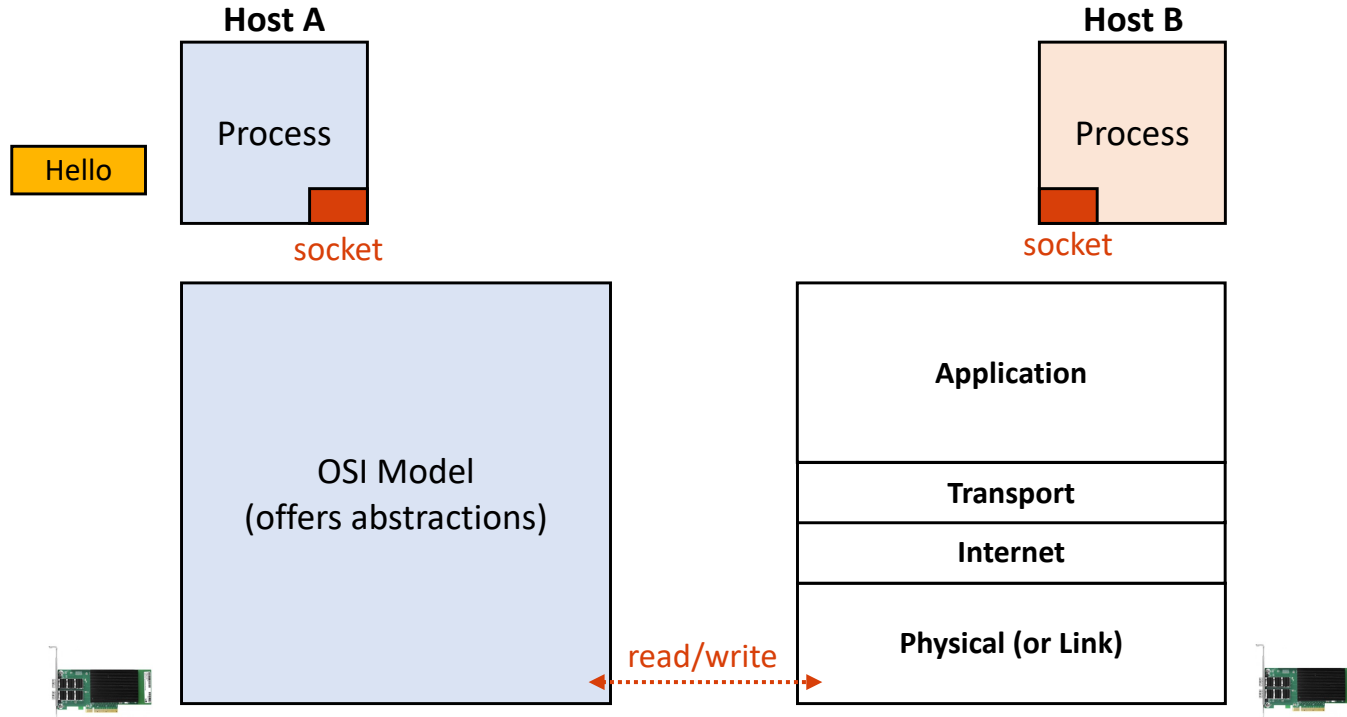 Host A
Host B
Process
Process
Hello
socket
socket
OSI Model
(offers abstractions)
Application
Transport
Internet
Physical (or Link)
read/write